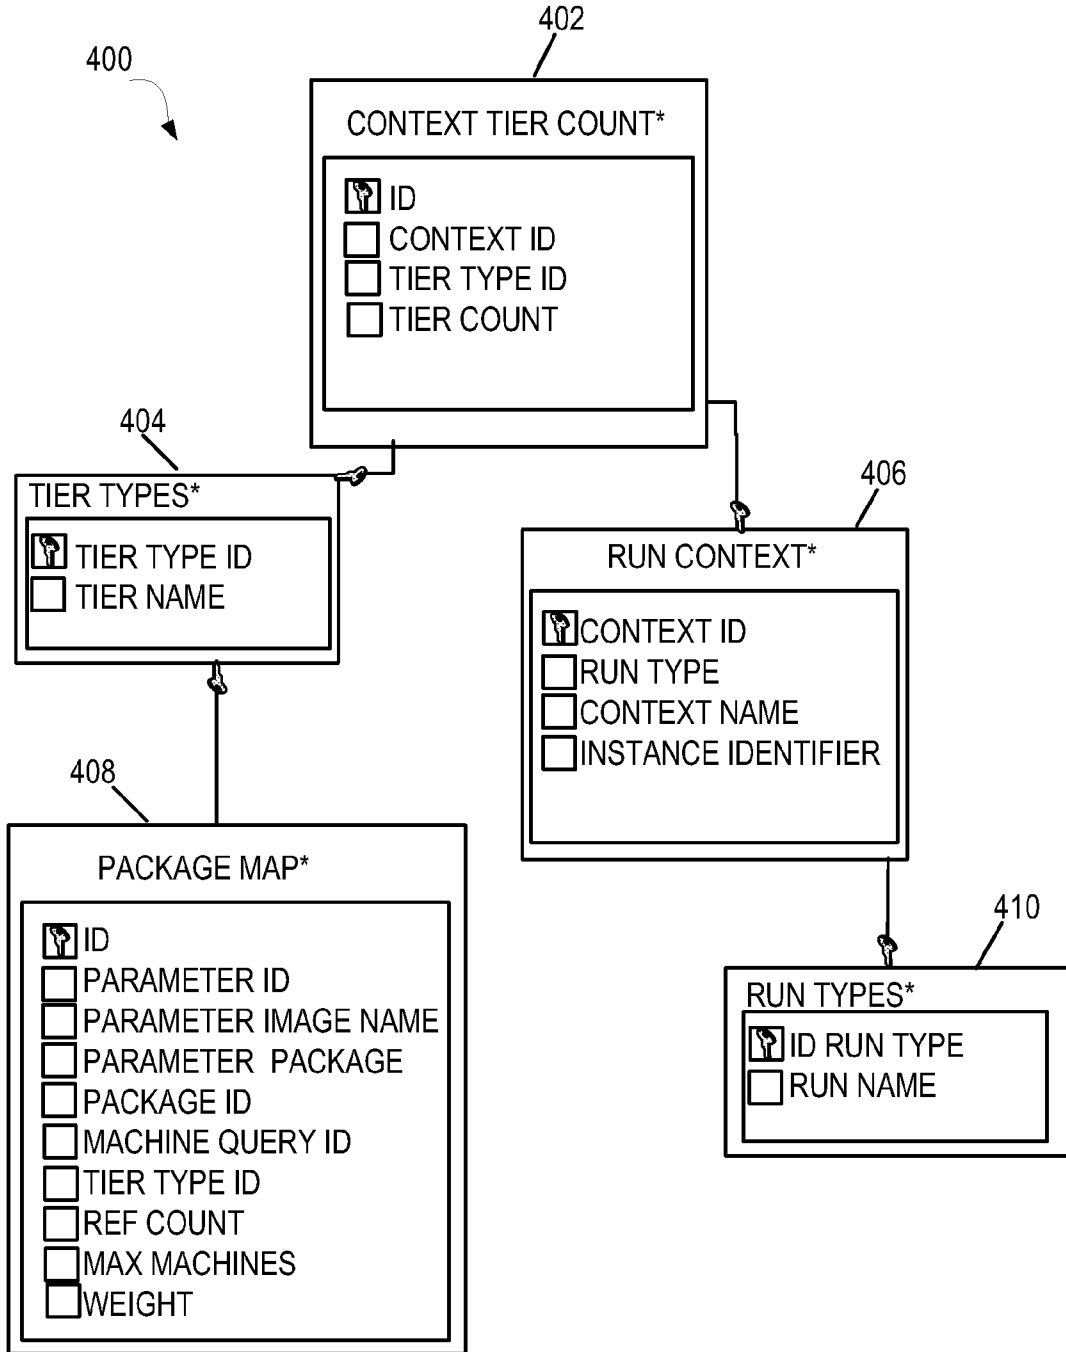 402
400
CONTEXT TIER COUNT*
ID
CONTEXT ID
TIER TYPE ID
TIER COUNT
404
TIER TYPES*
TIER TYPE ID
TIER NAME
406
RUN CONTEXT*
CONTEXT ID
RUN TYPE
CONTEXT NAME
INSTANCE IDENTIFIER
408
PACKAGE MAP*
ID
PARAMETER ID
PARAMETER IMAGE NAME
PARAMETER PACKAGE
PACKAGE ID
MACHINE QUERY ID
TIER TYPE ID
REF COUNT
MAX MACHINES
WEIGHT
410
RUN TYPES*
ID RUN TYPE
RUN NAME